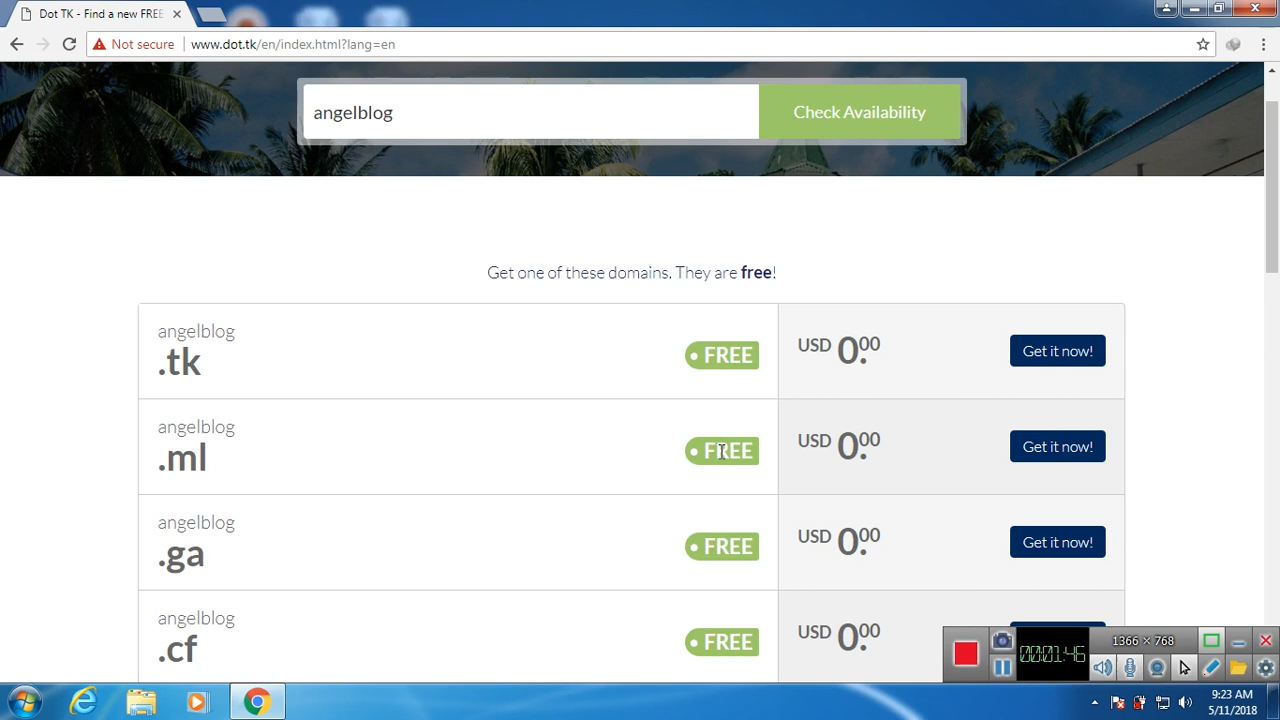 Dot TK - Find a new FREE
Not secure
www.dot.tk/en/index.html?lang=en
angelblog
Check Availability
Get one of these domains. They are free!
angelblog
.tk
FREE
USD 0.00
Get it now!
angelblog
.ml
FREE
USD 0.00
Get it now!
angelblog
.ga
FREE
USD 0.00
Get it now!
angelblog
.cf
FREE
USD 0.00
1366 × 768
00:01:46
9:23 AM
5/11/2018